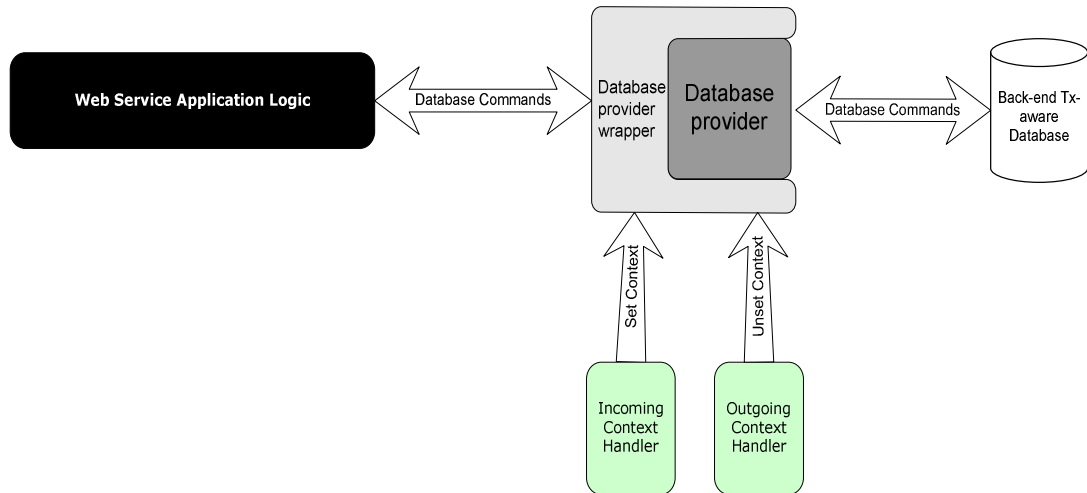 Web Service Application Logic
Database Commands
Database
provider
wrapper
Database
provider
Database Commands
Back-end Tx-
aware
Database
Set Context
Unset Context
Incoming
Context
Handler
Outgoing
Context
Handler